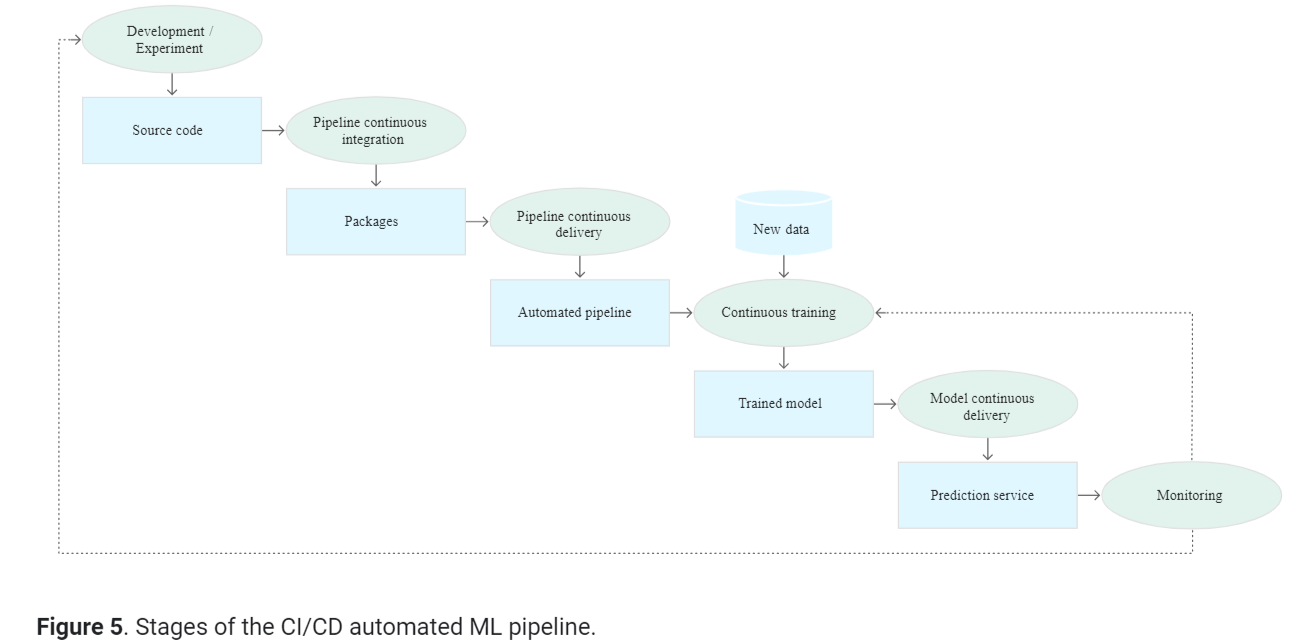 Development /
Experiment
Source code
Pipeline continuous
integration
Packages
Pipeline continuous
delivery
New data
Automated pipeline
Continuous training
Trained model
Model continuous
delivery
Prediction service
Monitoring
Figure 5. Stages of the CI/CD automated ML pipeline.